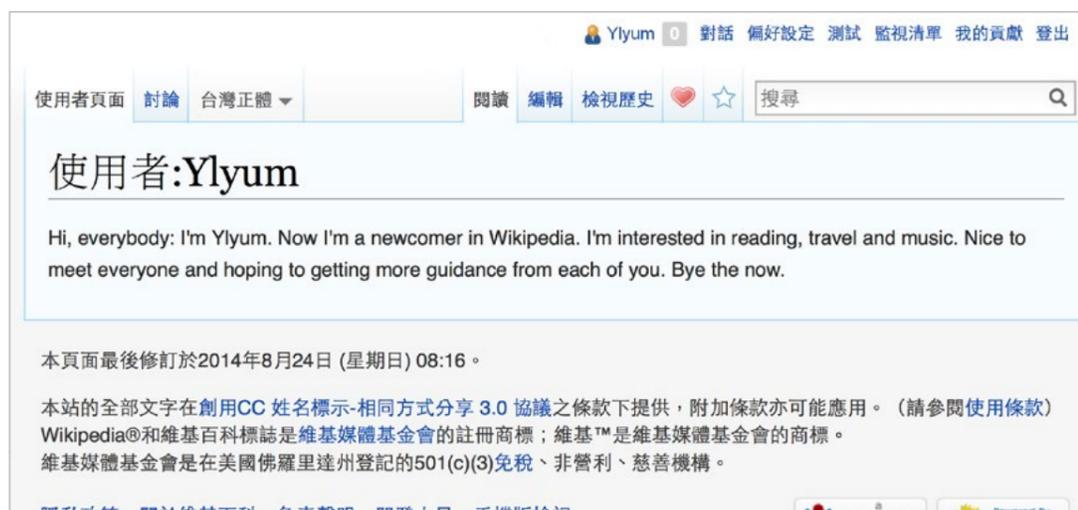 Ylyum 0 對話 偏好設定 測試 監視清單 我的貢獻 登出
使用者頁面 討論 台灣正體 閱讀 編輯 檢視歷史 搜尋
使用者:Ylyum
Hi, everybody: I'm Ylyum. Now I'm a newcomer in Wikipedia. I'm interested in reading, travel and music. Nice to
meet everyone and hoping to getting more guidance from each of you. Bye the now.
本頁面最後修訂於2014年8月24日 (星期日) 08:16。
本站的全部文字在創用CC 姓名標示-相同方式分享 3.0 協議之條款下提供，附加條款亦可能應用。（請參閱使用條款）
Wikipedia®和維基百科標誌是維基媒體基金會的註冊商標；維基™是維基媒體基金會的商標。
維基媒體基金會是在美國佛羅里達州登記的501(c)(3)免稅、非營利、慈善機構。